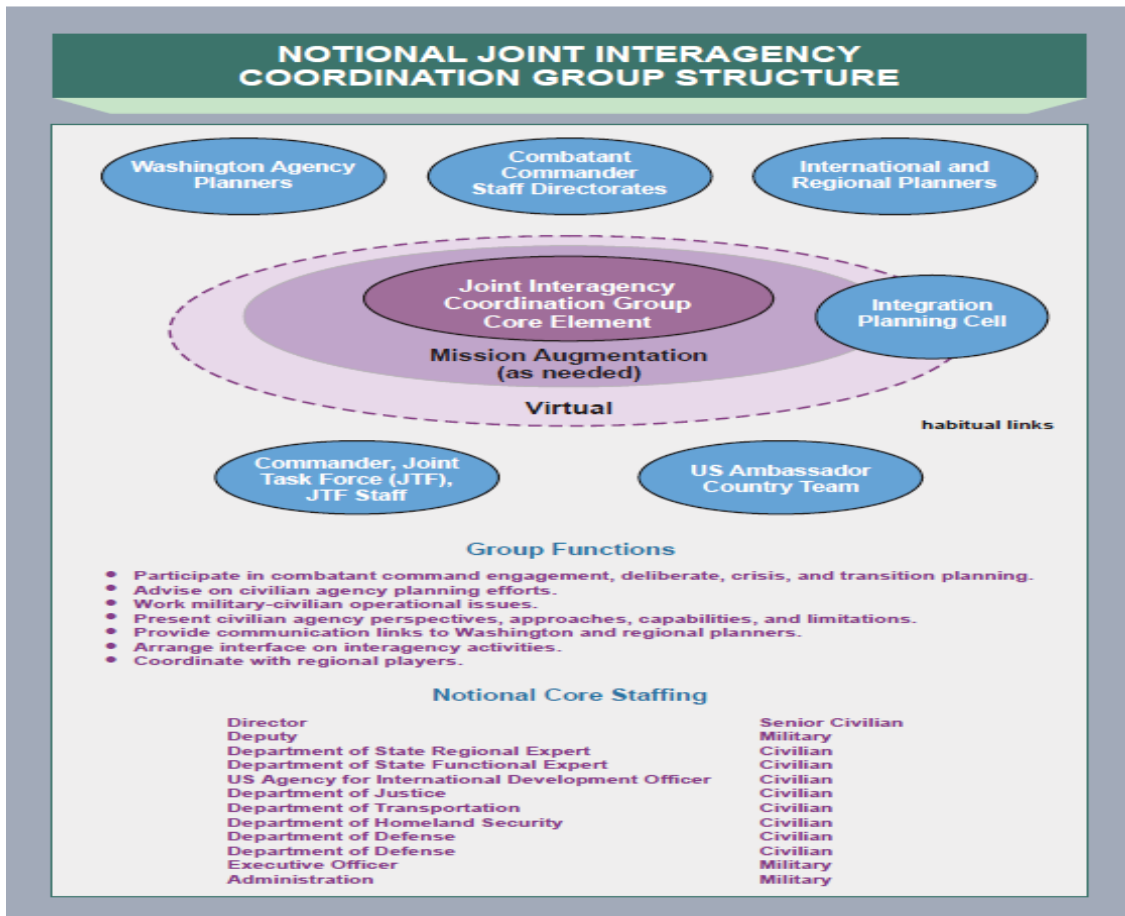 NOTIONAL JOINT INTERAGENCY
COORDINATION GROUP STRUCTURE
Washington Agency
Planners
Combatant
Commander
Staff Directorates
International and
Regional Planners
Joint Interagency
Coordination Group
Core Element
Integration
Planning Cell
Mission Augmentation
(as needed)
Virtual
habitual links
Commander, Joint
Task Force (JTF),
JTF Staff
US Ambassador
Country Team
Group Functions
• Participate in combatant command engagement, deliberate, crisis, and transition planning.
• Advise on civilian agency planning efforts.
• Work military-civilian operational issues.
• Present civilian agency perspectives, approaches, capabilities, and limitations.
• Provide communication links to Washington and regional planners.
• Arrange interface on interagency activities.
• Coordinate with regional players.
Notional Core Staffing
Director Senior Civilian
Deputy Military
Department of State Regional Expert Civilian
Department of State Functional Expert Civilian
US Agency for International Development Officer Civilian
Department of Justice Civilian
Department of Transportation Civilian
Department of Homeland Security Civilian
Department of Defense Civilian
Department of Defense Civilian
Executive Officer Military
Administration Military